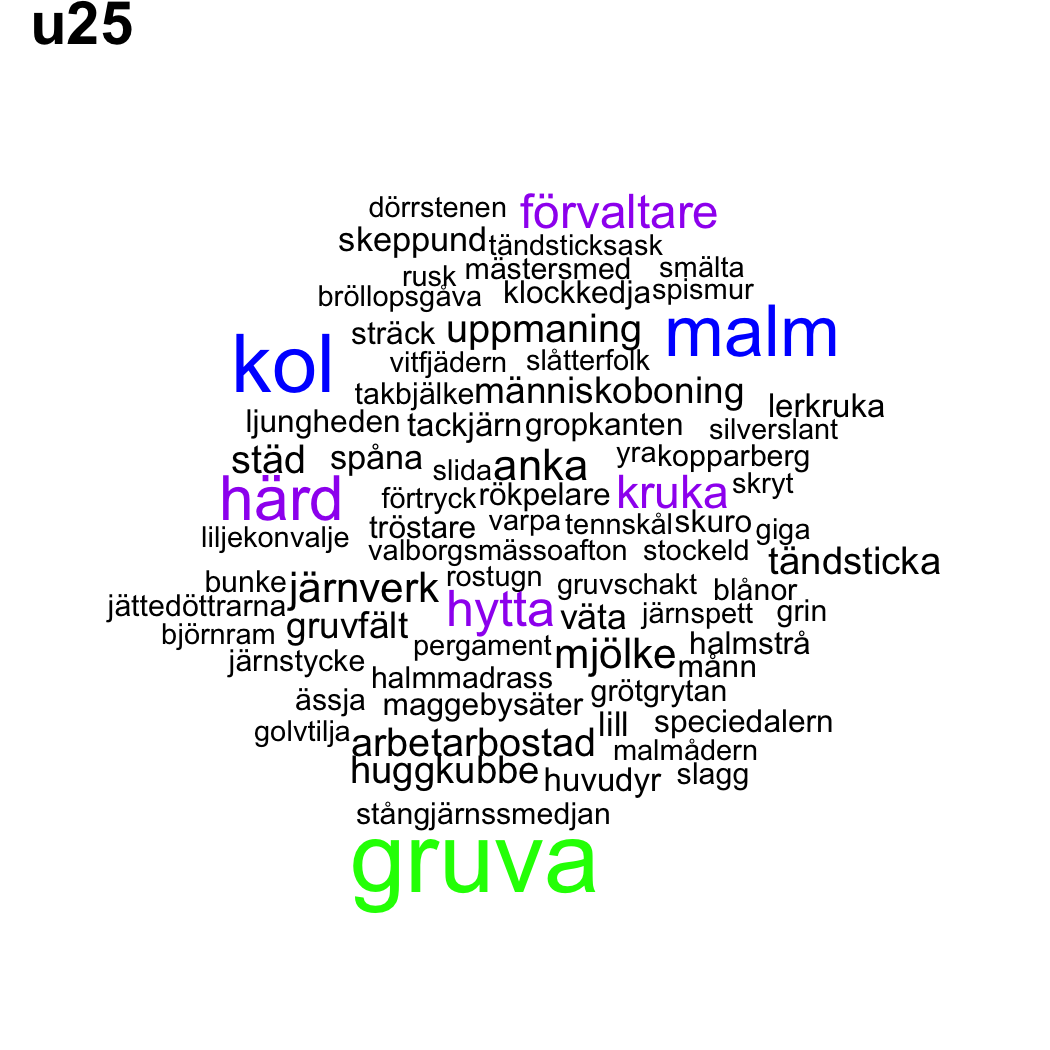 u25
dörrstenen förvaltare
skeppund tändsticksask
rusk mästersmed smälta
bröllopsgåva klockkedja spismur
sträck uppmaning malm
kol vitfjädern slåtterfolk
takbjälke människoboning lerkruka
ljungheden tackjärn gropkanten silverslant
städ spåna slida anka yra kopparberg
härd förtryck rökpelare kruka skryt
liljekonvalje tröstare varpa tennskål skuro giga
valborgsmässoafton stockeld tändsticka
bunke järnverk rostugn gruvschakt blånor
jättedöttrarna hytta väta järnspett grin
björnram gruvfält pergament mjölke halmstrå
järnstycke halmmadrass månn
ässja maggebysäter grötgrytan
golvtilja arbetarbostad lill speciedalern
huggkubbe huvudyr malmådern slagg
stångjärnssmedjan
gruva